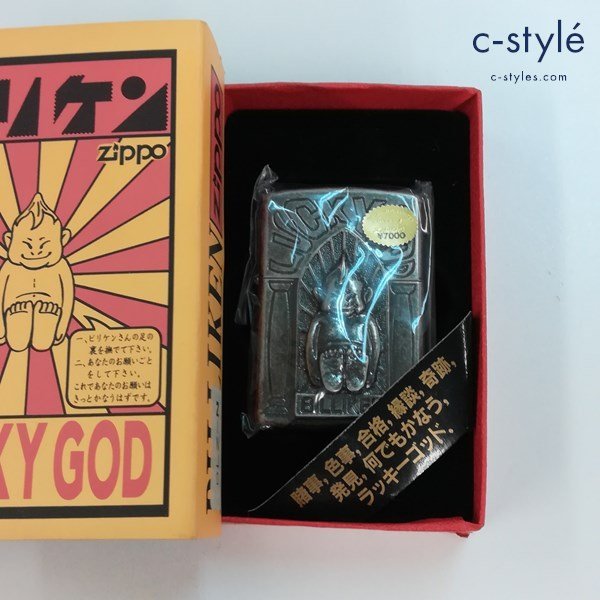 c-stylé
c-styles.com
リケン
zippo
一、ビリケンさんの足の
裏を撫でて下さい。
二、あなたのお願いごと
をして下さい。
これであなたのお願いは
きっとかなうはずです。
KY GOD
BILLIKEN ZIPPO
LUCKY
¥7000
BILLIKEN
賭事,色事,合格,縁談,奇跡,
発見,何でもかなう,
ラッキーゴッド.